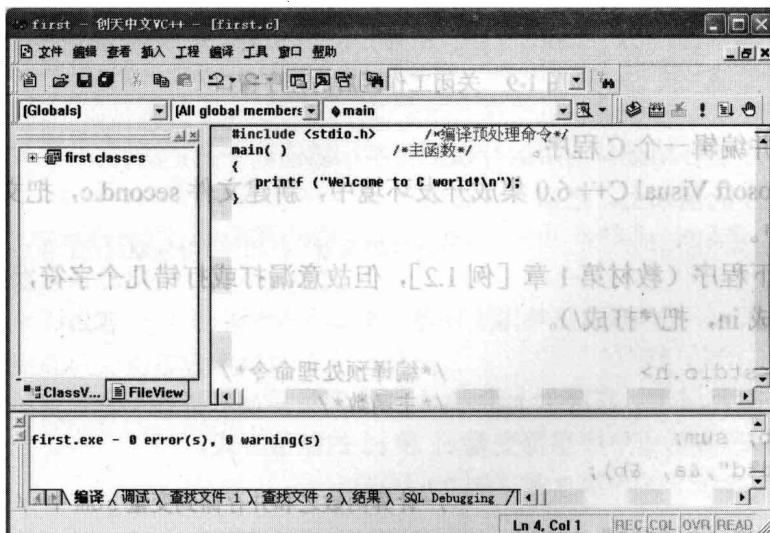 first - 创天中文VC++ - [first.c]
文件 编辑 查看 插入 工程 编译 工具 窗口 帮助
(Globals) (All global members main
#include <stdio.h> /*编译预处理命令*/
main( ) /*主函数*/
{
printf ("Welcome to C world!\n");
}
first classes
ClassV... FileView
first.exe - 0 error(s), 0 warning(s)
编译 调试 查找文件 1 查找文件 2 结果 SQL Debugging
Ln 4, Col 1 REC COL OVR READ